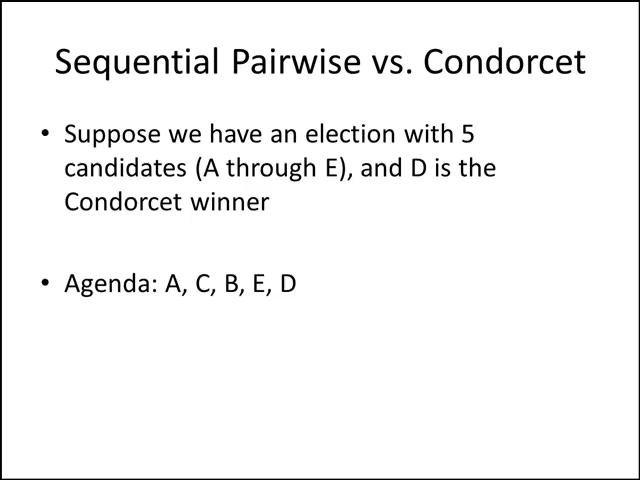 Sequential Pairwise vs. Condorcet
• Suppose we have an election with 5
candidates (A through E), and D is the
Condorcet winner
• Agenda: A, C, B, E, D